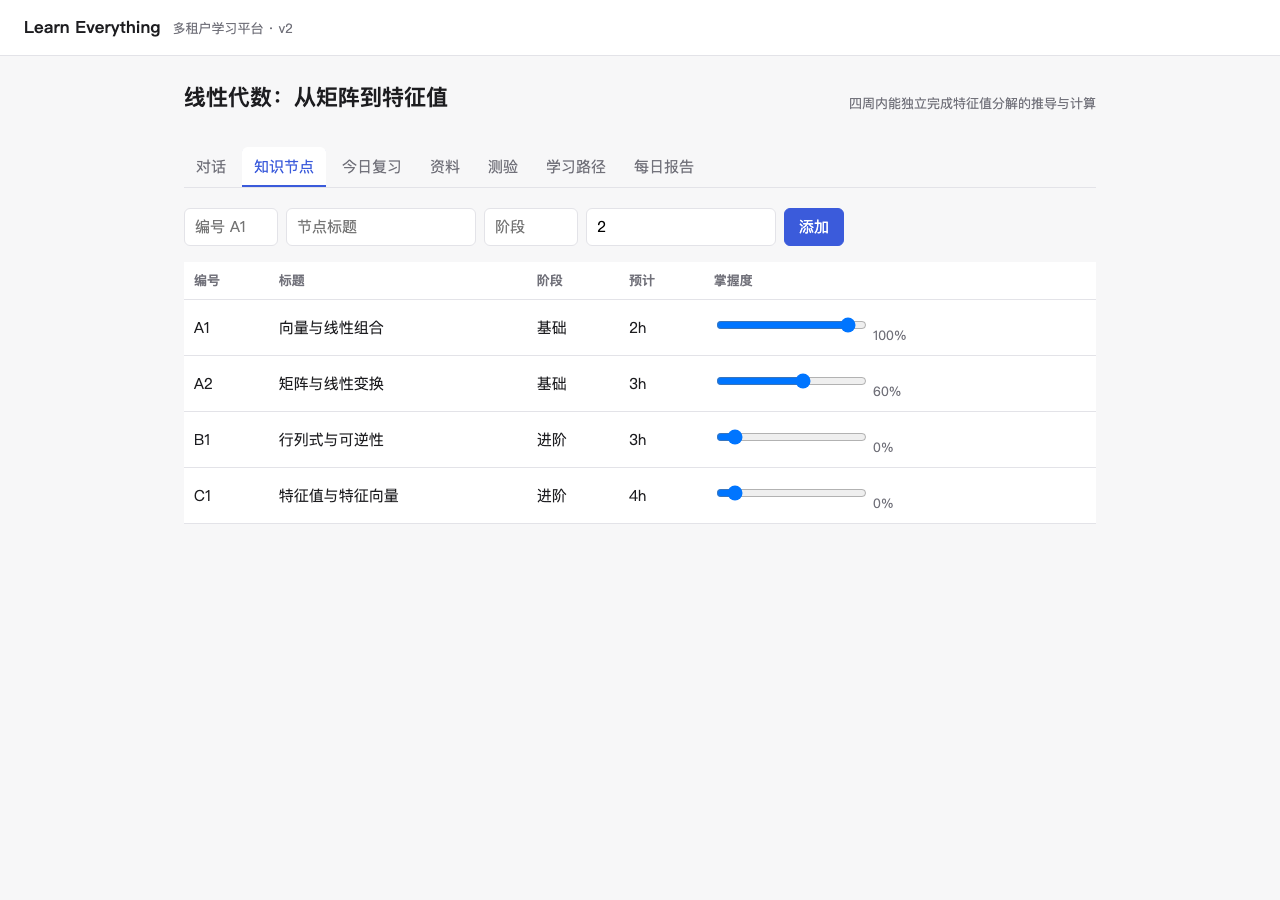 Learn Everything 多租户学习平台 · v2
线性代数：从矩阵到特征值
四周内能独立完成特征值分解的推导与计算
对话 知识节点 今日复习 资料 测验 学习路径 每日报告
编号 A1 节点标题 阶段 2 添加
编号 标题 阶段 预计 掌握度
A1 向量与线性组合 基础 2h 100%
A2 矩阵与线性变换 基础 3h 60%
B1 行列式与可逆性 进阶 3h 0%
C1 特征值与特征向量 进阶 4h 0%